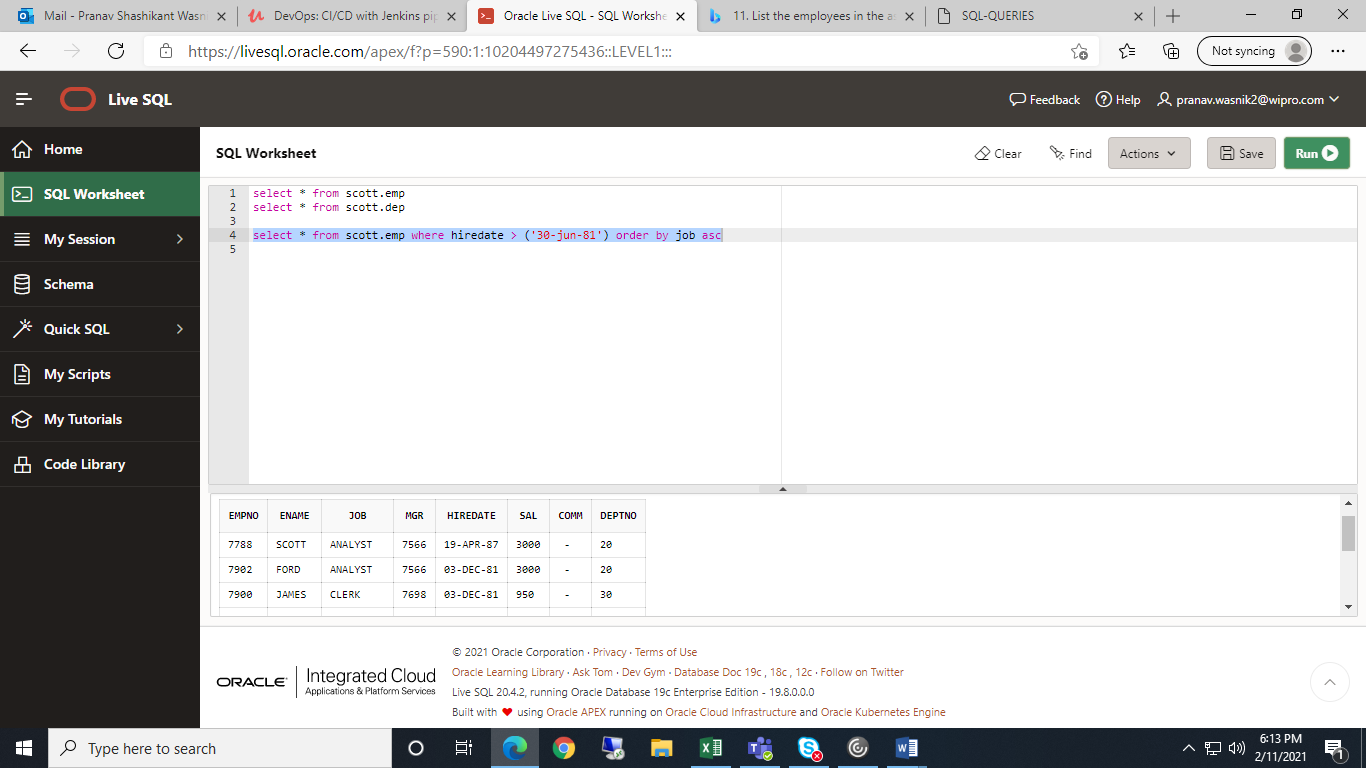 Mail - Pranav Shashikant Wasn
DevOps: CI/CD with Jenkins pip
Oracle Live SQL - SQL Workshe
11. List the employees in the as
SQL-QUERIES
https://livesql.oracle.com/apex/f?p=590:1:10204497275436::LEVEL1:::
Not syncing
Live SQL
Feedback
Help
pranav.wasnik2@wipro.com
Home
SQL Worksheet
My Session
Schema
Quick SQL
My Scripts
My Tutorials
Code Library
SQL Worksheet
Clear
Find
Actions
Save
Run
1 select * from scott.emp
2 select * from scott.dep
3
4 select * from scott.emp where hiredate > ('30-jun-81') order by job asc
5
EMPNO ENAME JOB MGR HIREDATE SAL COMM DEPTNO
7788 SCOTT ANALYST 7566 19-APR-87 3000 - 20
7902 FORD ANALYST 7566 03-DEC-81 3000 - 20
7900 JAMES CLERK 7698 03-DEC-81 950 - 30
ORACLE
Integrated Cloud
Applications & Platform Services
© 2021 Oracle Corporation · Privacy · Terms of Use
Oracle Learning Library · Ask Tom · Dev Gym · Database Doc 19c , 18c , 12c · Follow on Twitter
Live SQL 20.4.2, running Oracle Database 19c Enterprise Edition - 19.8.0.0.0
Built with ❤ using Oracle APEX running on Oracle Cloud Infrastructure and Oracle Kubernetes Engine
Type here to search
6:13 PM
2/11/2021
1